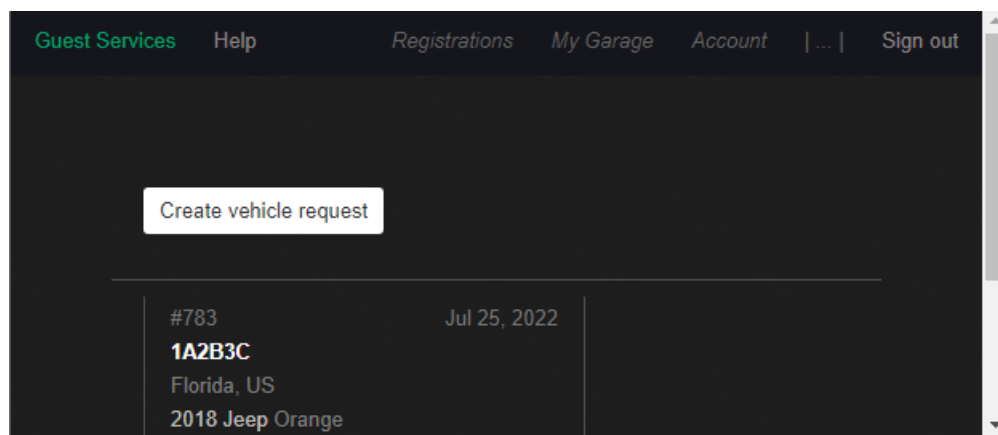 Guest Services Help Registrations My Garage Account | ... | Sign out
Create vehicle request
#783 Jul 25, 2022
1A2B3C
Florida, US
2018 Jeep Orange